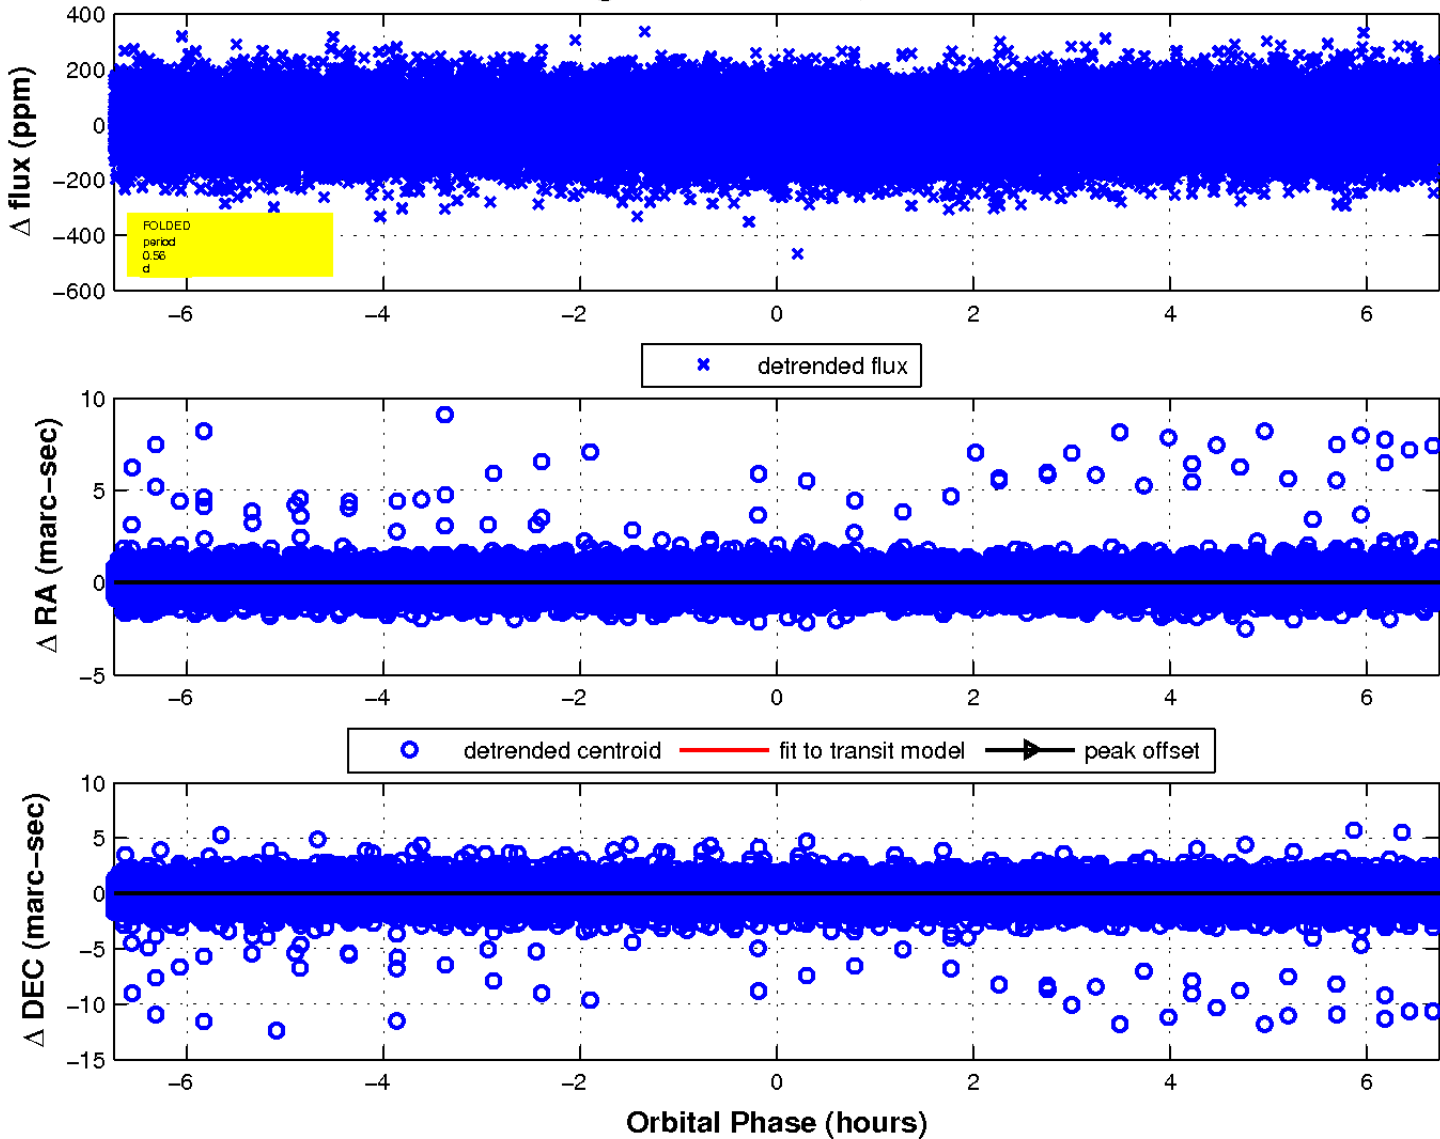 400
200
0
−200
−400
−600
Δ flux (ppm)
FOLDED
period
0.56
d
−6 −4 −2 0 2 4 6
detrended flux
10
5
0
−5
Δ RA (marc−sec)
−6 −4 −2 0 2 4 6
detrended centroid fit to transit model peak offset
10
5
0
−5
−10
−15
Δ DEC (marc−sec)
−6 −4 −2 0 2 4 6
Orbital Phase (hours)